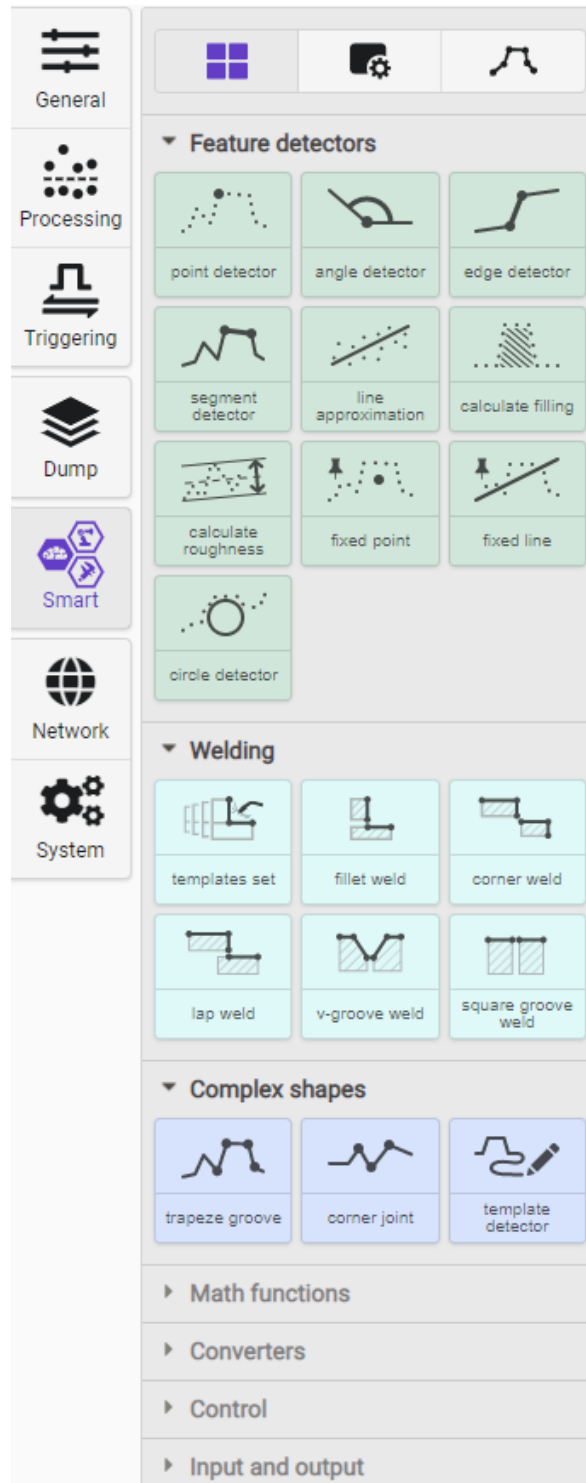 General
Processing
Triggering
Dump
Smart
Network
System
Feature detectors
point detector
angle detector
edge detector
segment
detector
line
approximation
calculate filling
calculate
roughness
fixed point
fixed line
circle detector
Welding
templates set
fillet weld
corner weld
lap weld
v-groove weld
square groove
weld
Complex shapes
trapeze groove
corner joint
template
detector
Math functions
Converters
Control
Input and output